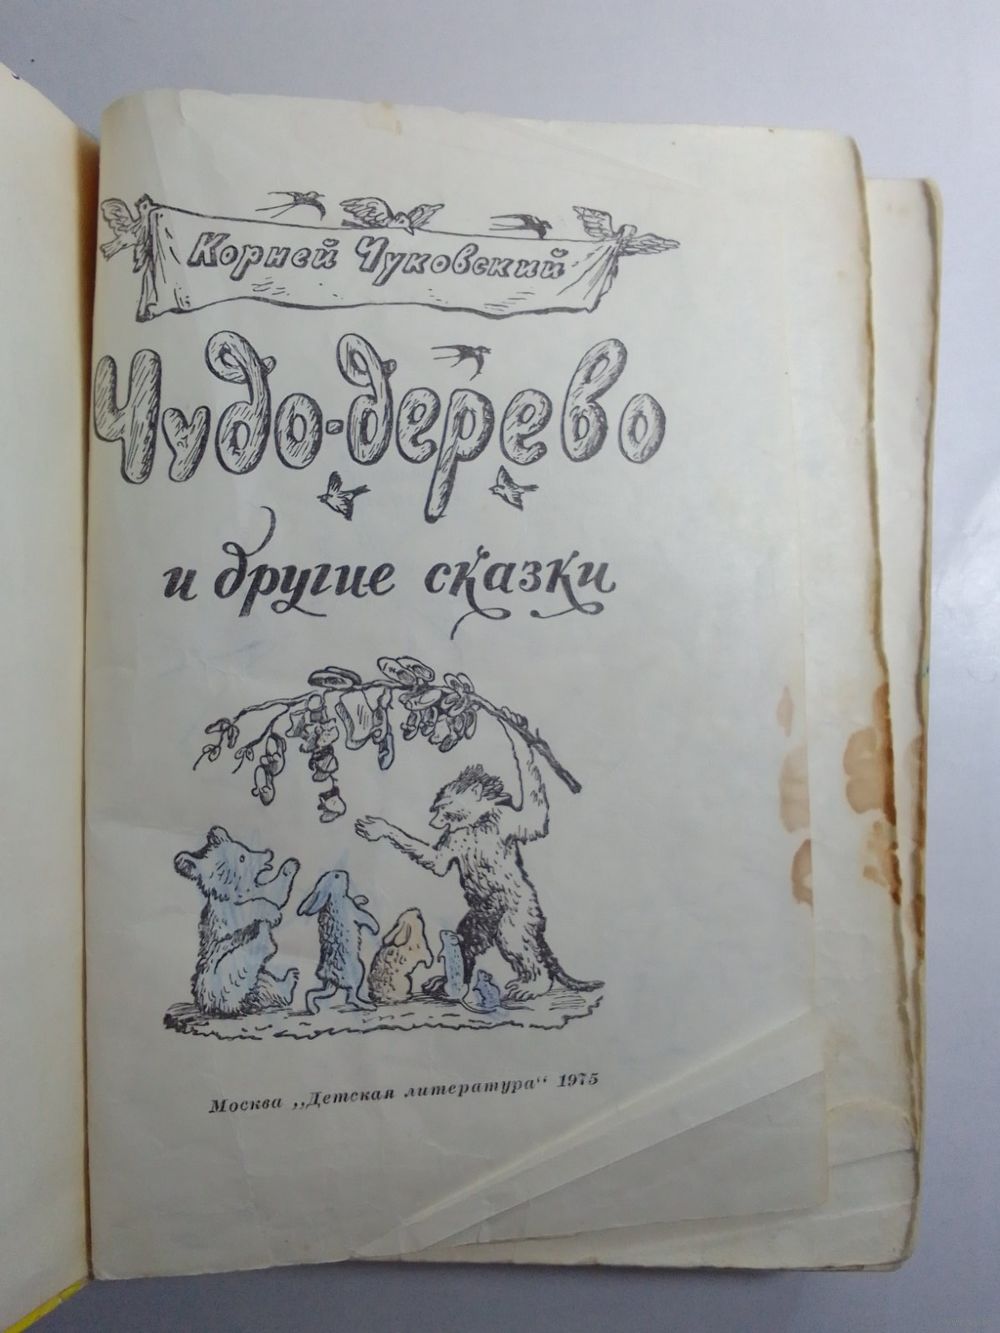 Корней Чуковский
Чудо-дерево
и другие сказки
Москва „Детская литература“ 1975